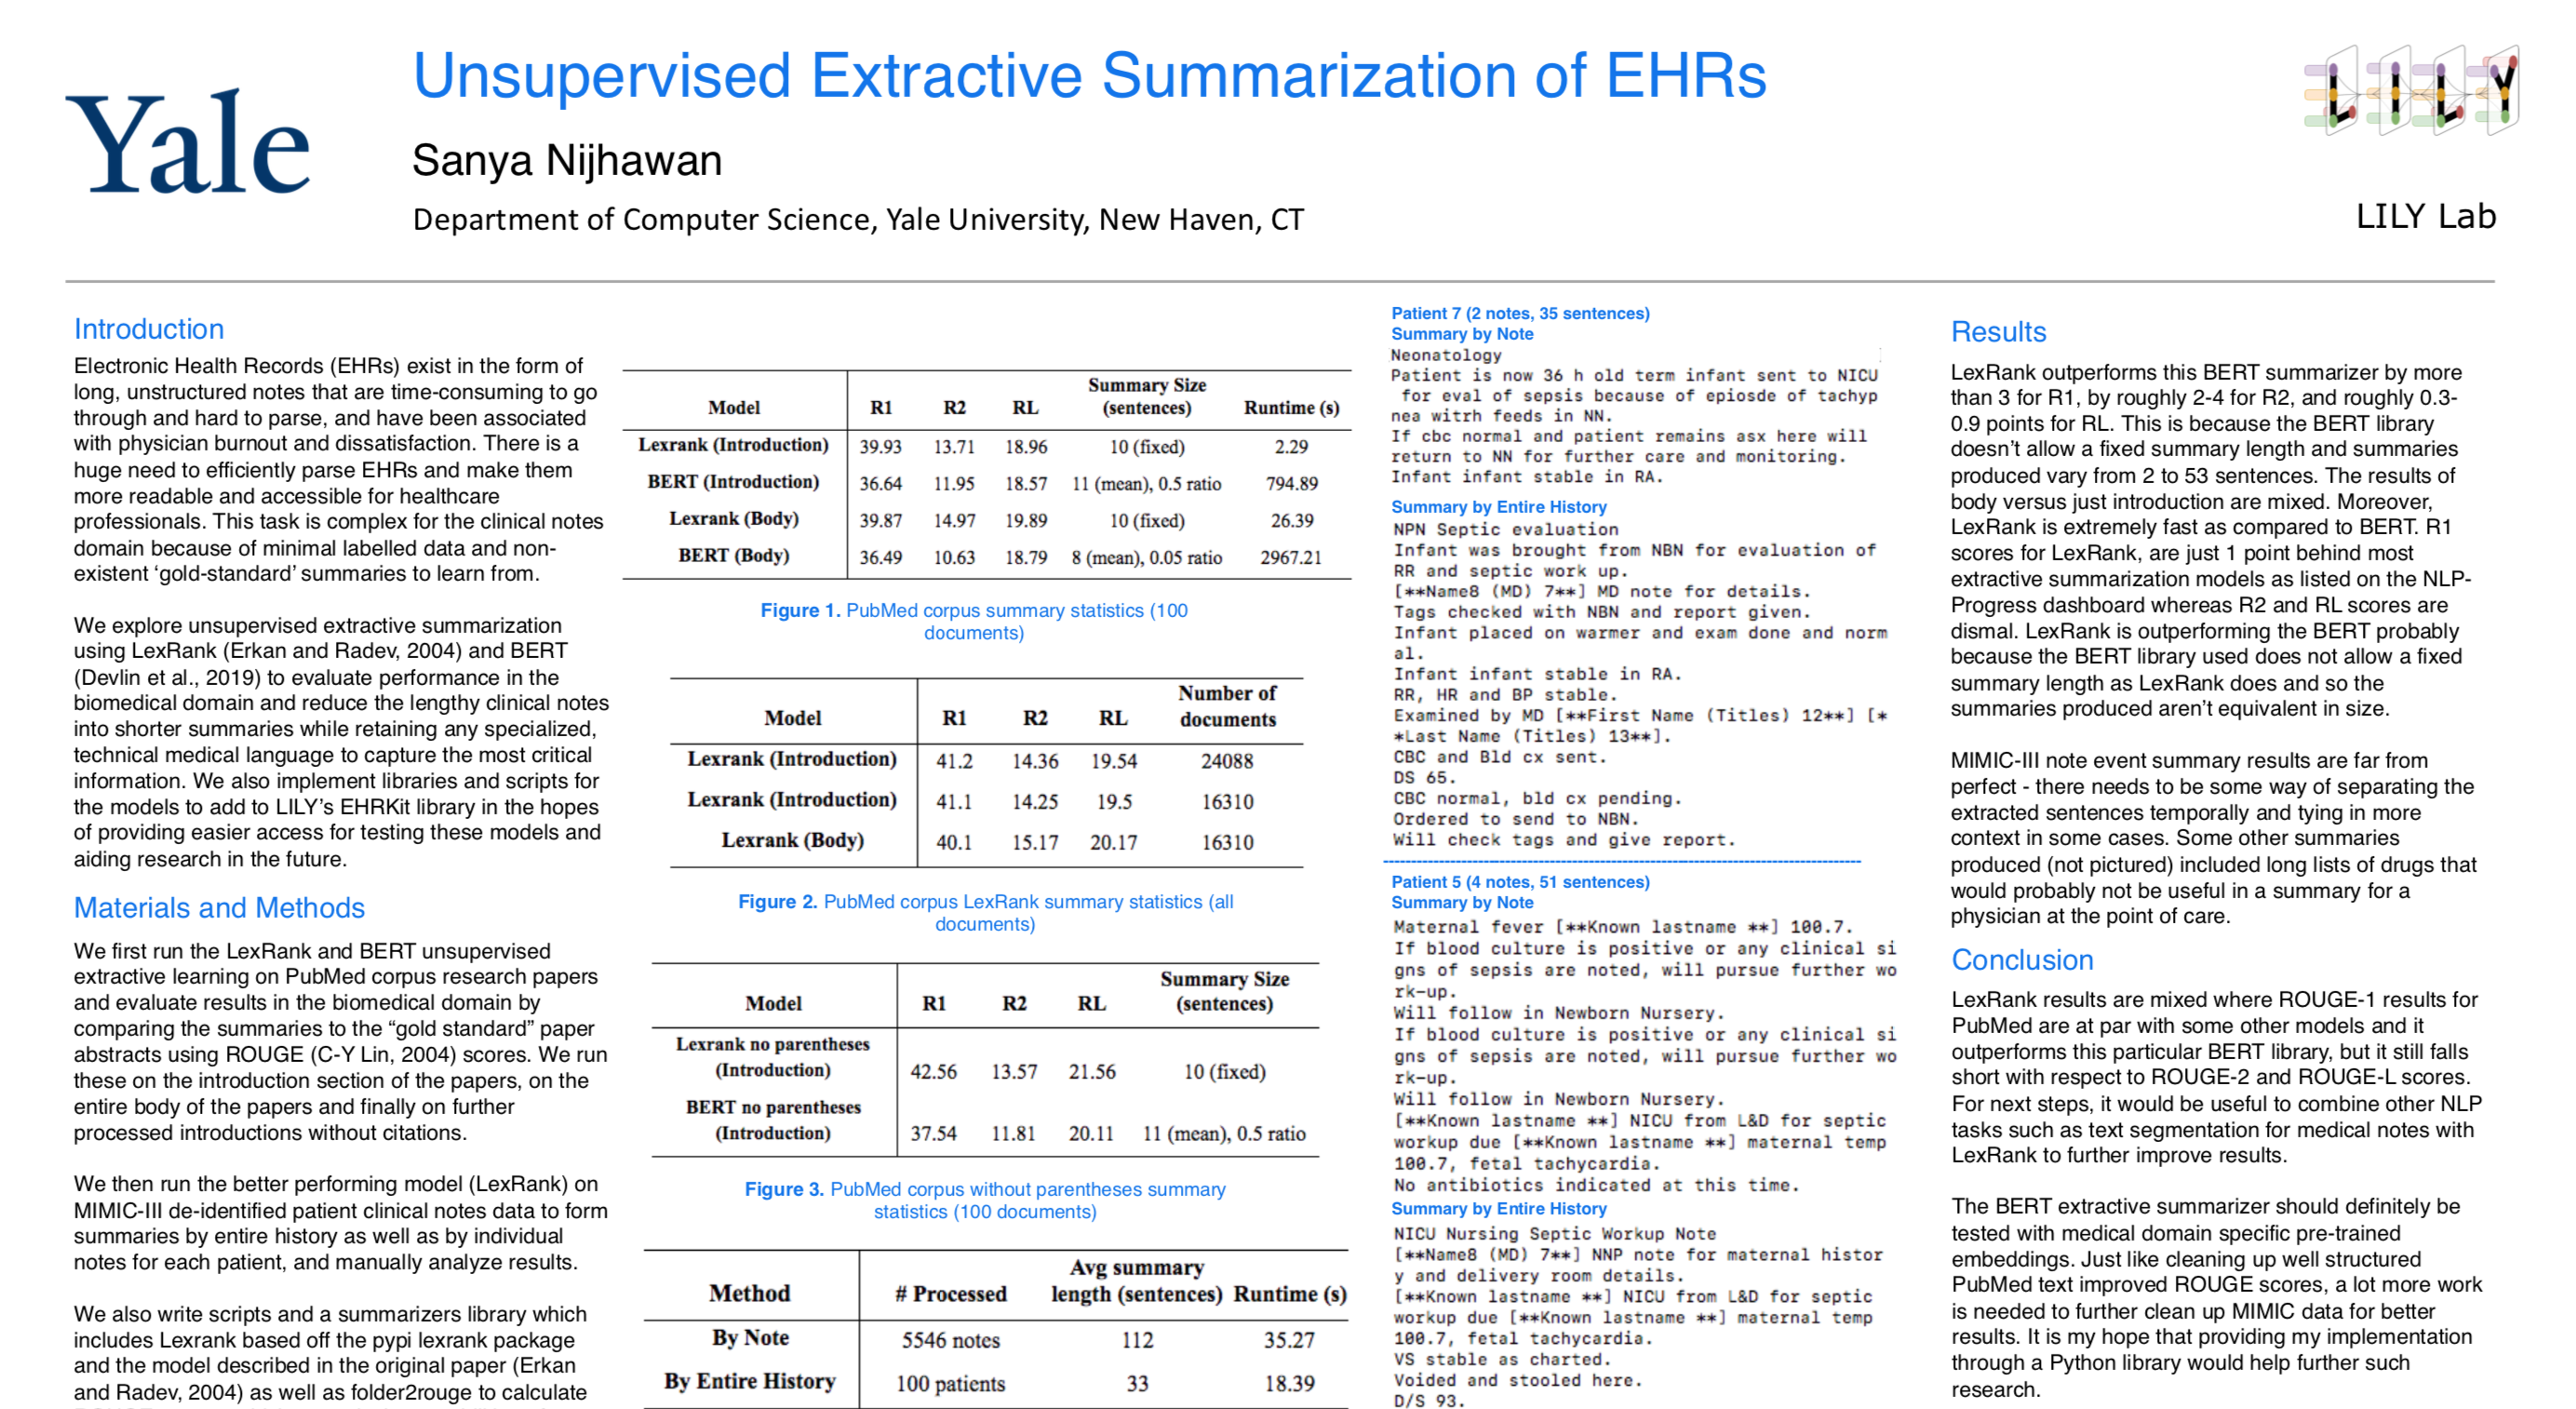 Yale
Unsupervised Extractive Summarization of EHRs
Sanya Nijhawan
Department of Computer Science, Yale University, New Haven, CT
LILY
LILY Lab
Introduction
Electronic Health Records (EHRs) exist in the form of
long, unstructured notes that are time-consuming to go
through and hard to parse, and have been associated
with physician burnout and dissatisfaction. There is a
huge need to efficiently parse EHRs and make them
more readable and accessible for healthcare
professionals. This task is complex for the clinical notes
domain because of minimal labelled data and non-
existent ‘gold-standard’ summaries to learn from.
We explore unsupervised extractive summarization
using LexRank (Erkan and Radev, 2004) and BERT
(Devlin et al., 2019) to evaluate performance in the
biomedical domain and reduce the lengthy clinical notes
into shorter summaries while retaining any specialized,
technical medical language to capture the most critical
information. We also implement libraries and scripts for
the models to add to LILY’s EHRKit library in the hopes
of providing easier access for testing these models and
aiding research in the future.
Materials and Methods
We first run the LexRank and BERT unsupervised
extractive learning on PubMed corpus research papers
and evaluate results in the biomedical domain by
comparing the summaries to the “gold standard” paper
abstracts using ROUGE (C-Y Lin, 2004) scores. We run
these on the introduction section of the papers, on the
entire body of the papers and finally on further
processed introductions without citations.
We then run the better performing model (LexRank) on
MIMIC-III de-identified patient clinical notes data to form
summaries by entire history as well as by individual
notes for each patient, and manually analyze results.
We also write scripts and a summarizers library which
includes Lexrank based off the pypi lexrank package
and the model described in the original paper (Erkan
and Radev, 2004) as well as folder2rouge to calculate
Model R1 R2 RL Summary Size (sentences) Runtime (s)
Lexrank (Introduction) 39.93 13.71 18.96 10 (fixed) 2.29
BERT (Introduction) 36.64 11.95 18.57 11 (mean), 0.5 ratio 794.89
Lexrank (Body) 39.87 14.97 19.89 10 (fixed) 26.39
BERT (Body) 36.49 10.63 18.79 8 (mean), 0.05 ratio 2967.21
Figure 1. PubMed corpus summary statistics (100
documents)
Model R1 R2 RL Number of documents
Lexrank (Introduction) 41.2 14.36 19.54 24088
Lexrank (Introduction) 41.1 14.25 19.5 16310
Lexrank (Body) 40.1 15.17 20.17 16310
Figure 2. PubMed corpus LexRank summary statistics (all
documents)
Model R1 R2 RL Summary Size (sentences)
Lexrank no parentheses (Introduction) 42.56 13.57 21.56 10 (fixed)
BERT no parentheses (Introduction) 37.54 11.81 20.11 11 (mean), 0.5 ratio
Figure 3. PubMed corpus without parentheses summary
statistics (100 documents)
Method # Processed Avg summary length (sentences) Runtime (s)
By Note 5546 notes 112 35.27
By Entire History 100 patients 33 18.39
Patient 7 (2 notes, 35 sentences)
Summary by Note
Neonatology
Patient is now 36 h old term infant sent to NICU
for eval of sepsis because of epiosde of tachyp
nea witrh feeds in NN.
If cbc normal and patient remains asx here will
return to NN for further care and monitoring.
Infant infant stable in RA.
Summary by Entire History
NPN Septic evaluation
Infant was brought from NBN for evaluation of
RR and septic work up.
[**Name8 (MD) 7**] MD note for details.
Tags checked with NBN and report given.
Infant placed on warmer and exam done and norm
al.
Infant infant stable in RA.
RR, HR and BP stable.
Examined by MD [**First Name (Titles) 12**] [*
*Last Name (Titles) 13**].
CBC and Bld cx sent.
DS 65.
CBC normal, bld cx pending.
Ordered to send to NBN.
Will check tags and give report.
Patient 5 (4 notes, 51 sentences)
Summary by Note
Maternal fever [**Known lastname **] 100.7.
If blood culture is positive or any clinical si
gns of sepsis are noted, will pursue further wo
rk-up.
Will follow in Newborn Nursery.
If blood culture is positive or any clinical si
gns of sepsis are noted, will pursue further wo
rk-up.
Will follow in Newborn Nursery.
[**Known lastname **] NICU from L&D for septic
workup due [**Known lastname **] maternal temp
100.7, fetal tachycardia.
No antibiotics indicated at this time.
Summary by Entire History
NICU Nursing Septic Workup Note
[**Name8 (MD) 7**] NNP note for maternal histor
y and delivery room details.
[**Known lastname **] NICU from L&D for septic
workup due [**Known lastname **] maternal temp
100.7, fetal tachycardia.
VS stable as charted.
Voided and stooled here.
D/S 93.
Results
LexRank outperforms this BERT summarizer by more
than 3 for R1, by roughly 2-4 for R2, and roughly 0.3-
0.9 points for RL. This is because the BERT library
doesn’t allow a fixed summary length and summaries
produced vary from 2 to 53 sentences. The results of
body versus just introduction are mixed. Moreover,
LexRank is extremely fast as compared to BERT. R1
scores for LexRank, are just 1 point behind most
extractive summarization models as listed on the NLP-
Progress dashboard whereas R2 and RL scores are
dismal. LexRank is outperforming the BERT probably
because the BERT library used does not allow a fixed
summary length as LexRank does and so the
summaries produced aren’t equivalent in size.
MIMIC-III note event summary results are far from
perfect - there needs to be some way of separating the
extracted sentences temporally and tying in more
context in some cases. Some other summaries
produced (not pictured) included long lists of drugs that
would probably not be useful in a summary for a
physician at the point of care.
Conclusion
LexRank results are mixed where ROUGE-1 results for
PubMed are at par with some other models and it
outperforms this particular BERT library, but it still falls
short with respect to ROUGE-2 and ROUGE-L scores.
For next steps, it would be useful to combine other NLP
tasks such as text segmentation for medical notes with
LexRank to further improve results.
The BERT extractive summarizer should definitely be
tested with medical domain specific pre-trained
embeddings. Just like cleaning up well structured
PubMed text improved ROUGE scores, a lot more work
is needed to further clean up MIMIC data for better
results. It is my hope that providing my implementation
through a Python library would help further such
research.